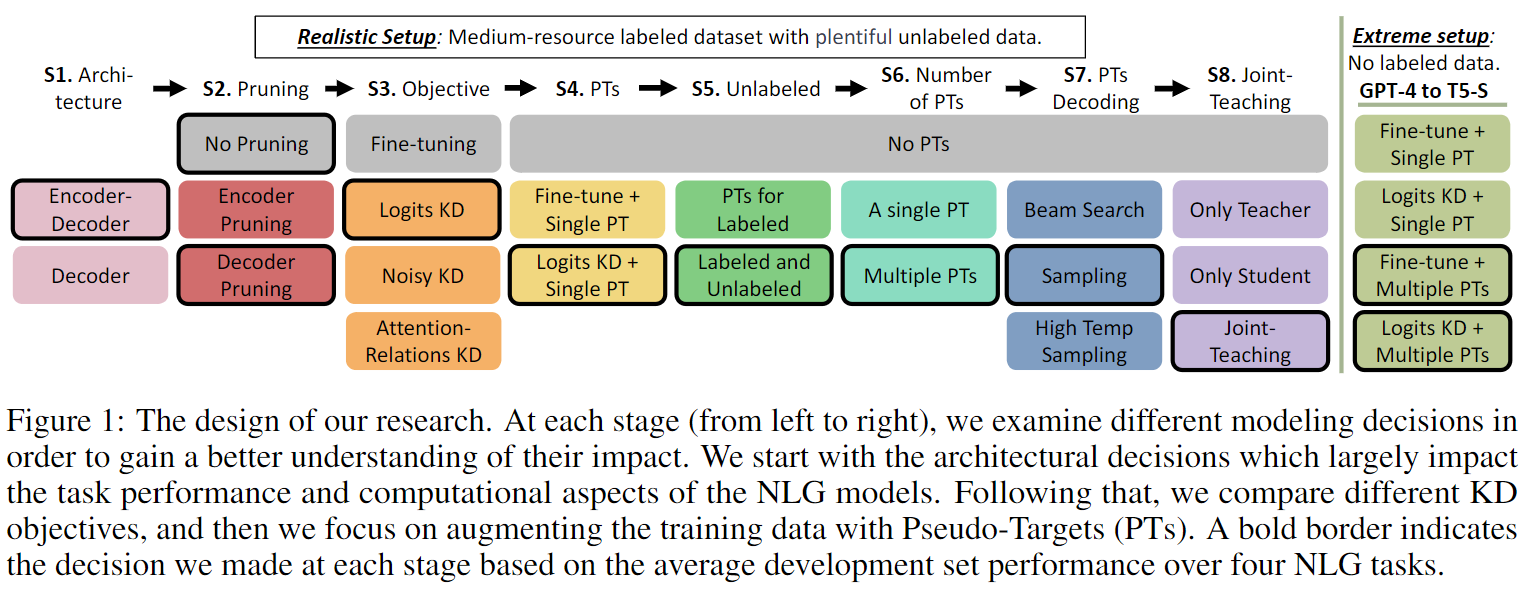 Realistic Setup: Medium-resource labeled dataset with plentiful unlabeled data.
S1. Archi-
tecture
S2. Pruning
S3. Objective
S4. PTs
S5. Unlabeled
S6. Number
of PTs
S7. PTs
Decoding
S8. Joint-
Teaching
No Pruning
Fine-tuning
No PTs
Encoder-
Decoder
Encoder
Pruning
Logits KD
Fine-tune +
Single PT
PTs for
Labeled
A single PT
Beam Search
Only Teacher
Decoder
Decoder
Pruning
Noisy KD
Logits KD +
Single PT
Labeled and
Unlabeled
Multiple PTs
Sampling
Only Student
Attention-
Relations KD
High Temp
Sampling
Joint-
Teaching
Extreme setup:
No labeled data.
GPT-4 to T5-S
Fine-tune +
Single PT
Logits KD +
Single PT
Fine-tune +
Multiple PTs
Logits KD +
Multiple PTs
Figure 1: The design of our research. At each stage (from left to right), we examine different modeling decisions in
order to gain a better understanding of their impact. We start with the architectural decisions which largely impact
the task performance and computational aspects of the NLG models. Following that, we compare different KD
objectives, and then we focus on augmenting the training data with Pseudo-Targets (PTs). A bold border indicates
the decision we made at each stage based on the average development set performance over four NLG tasks.